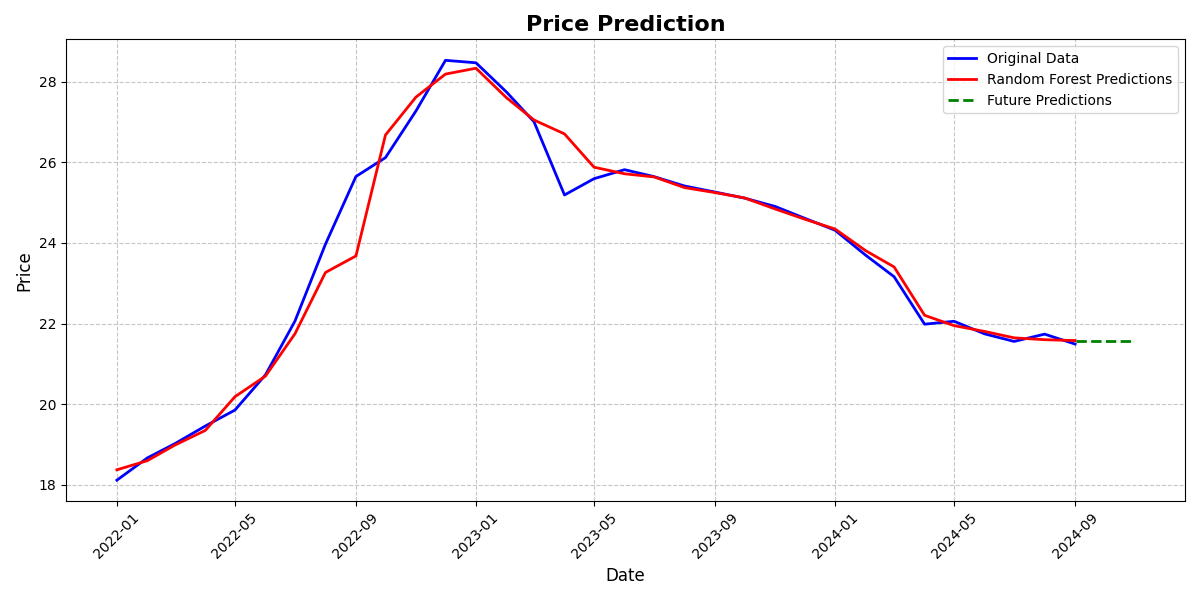 Price Prediction
Original Data
Random Forest Predictions
Future Predictions
Price
28
26
24
22
20
18
2022-01
2022-05
2022-09
2023-01
2023-05
2023-09
2024-01
2024-05
2024-09
Date